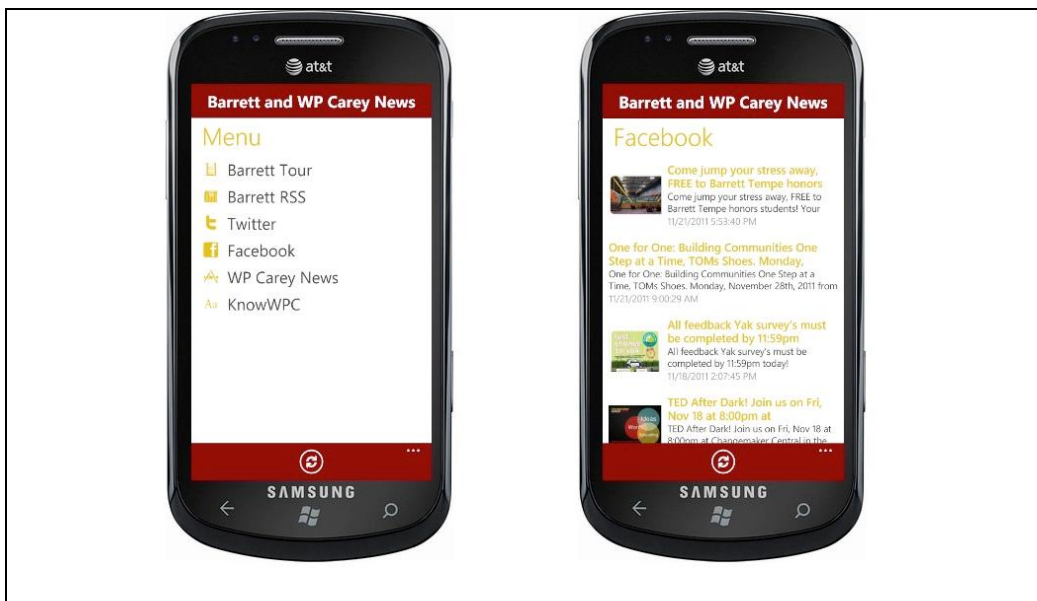 at&t
Barrett and WP Carey News
Menu
Barrett Tour
Barrett RSS
Twitter
Facebook
WP Carey News
Aa KnowWPC
SAMSUNG
at&t
Barrett and WP Carey News
Facebook
Come jump your stress away,
FREE to Barrett Tempe honors
Come jump your stress away, FREE to
Barrett Tempe honors students! Your
11/21/2011 5:53:40 PM
One for One: Building Communities One
Step at a Time, TOMs Shoes. Monday,
One for One: Building Communities One Step at a
Time, TOMs Shoes. Monday, November 28th, 2011 from
11/21/2011 9:00:29 AM
All feedback Yak survey's must
be completed by 11:59pm
All feedback Yak survey's must be
completed by 11:59pm today!
11/18/2011 2:07:45 PM
TED After Dark! Join us on Fri,
Nov 18 at 8:00pm at
Ideas
TED After Dark! Join us on Fri, Nov 18 at
8:00pm at Changemaker Central in the
SAMSUNG